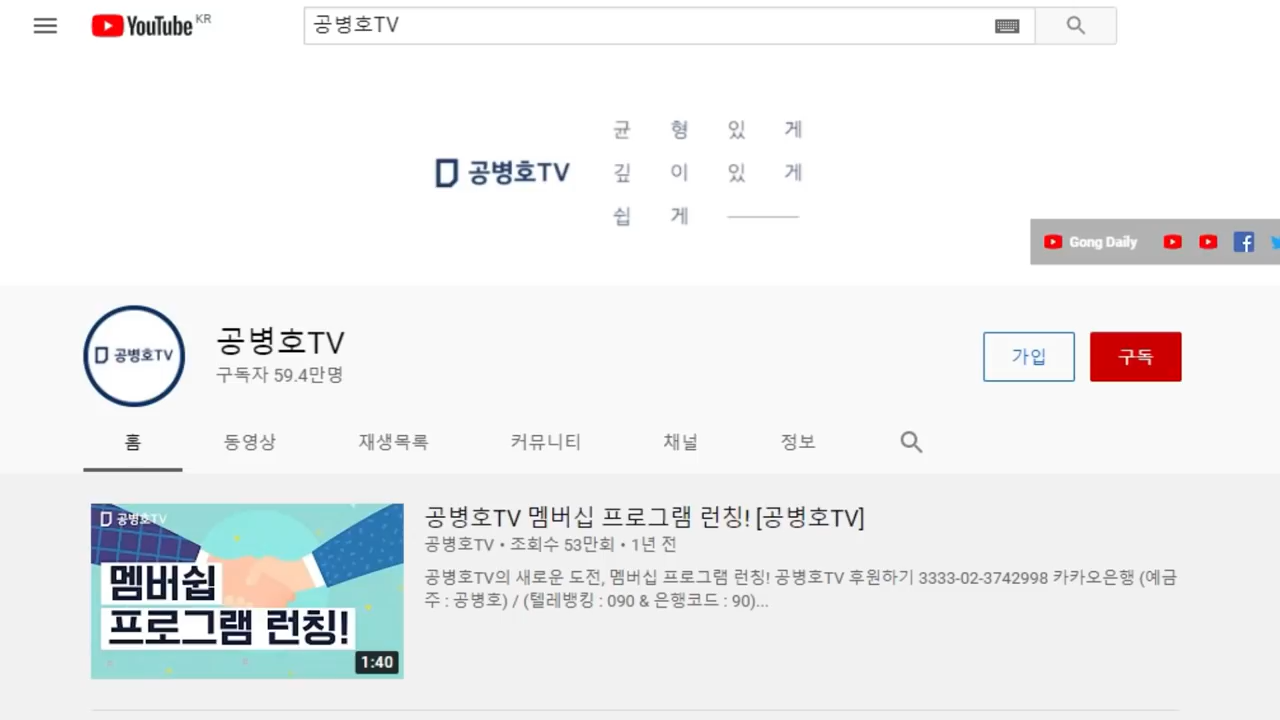 YouTube KR
공병호TV
균 형 있 게
공병호TV
깊 이 있 게
쉽 게
Gong Daily
공병호TV
공병호TV
구독자 59.4만명
가입
구독
홈
동영상
재생목록
커뮤니티
채널
정보
공병호TV
멤버쉽
프로그램 런칭!
1:40
공병호TV 멤버십 프로그램 런칭! [공병호TV]
공병호TV • 조회수 53만회 • 1년 전
공병호TV의 새로운 도전, 멤버십 프로그램 런칭! 공병호TV 후원하기 3333-02-3742998 카카오은행 (예금
주 : 공병호) / (텔레뱅킹 : 090 & 은행코드 : 90)...